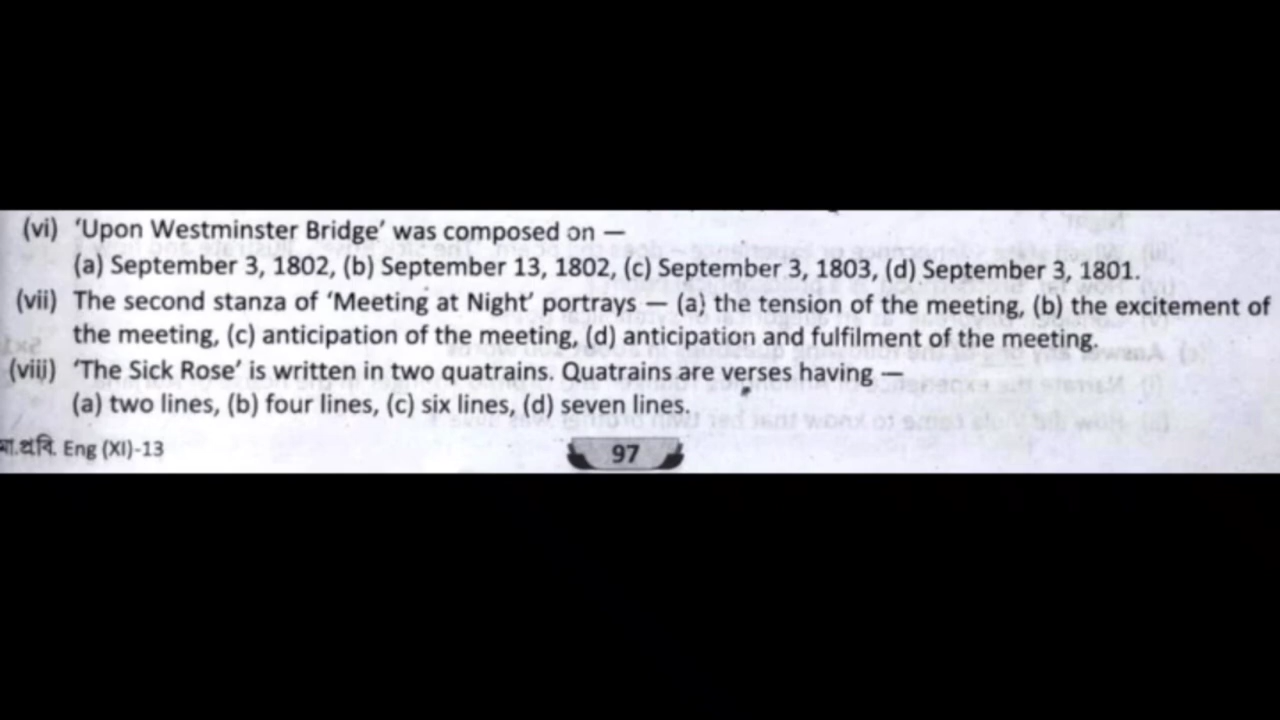 (vi) ‘Upon Westminster Bridge’ was composed on —
(a) September 3, 1802, (b) September 13, 1802, (c) September 3, 1803, (d) September 3, 1801.
(vii) The second stanza of ‘Meeting at Night’ portrays — (a) the tension of the meeting, (b) the excitement of
the meeting, (c) anticipation of the meeting, (d) anticipation and fulfilment of the meeting.
(viii) ‘The Sick Rose’ is written in two quatrains. Quatrains are verses having —
(a) two lines, (b) four lines, (c) six lines, (d) seven lines.
মা.প্রবি. Eng (XI)-13
97